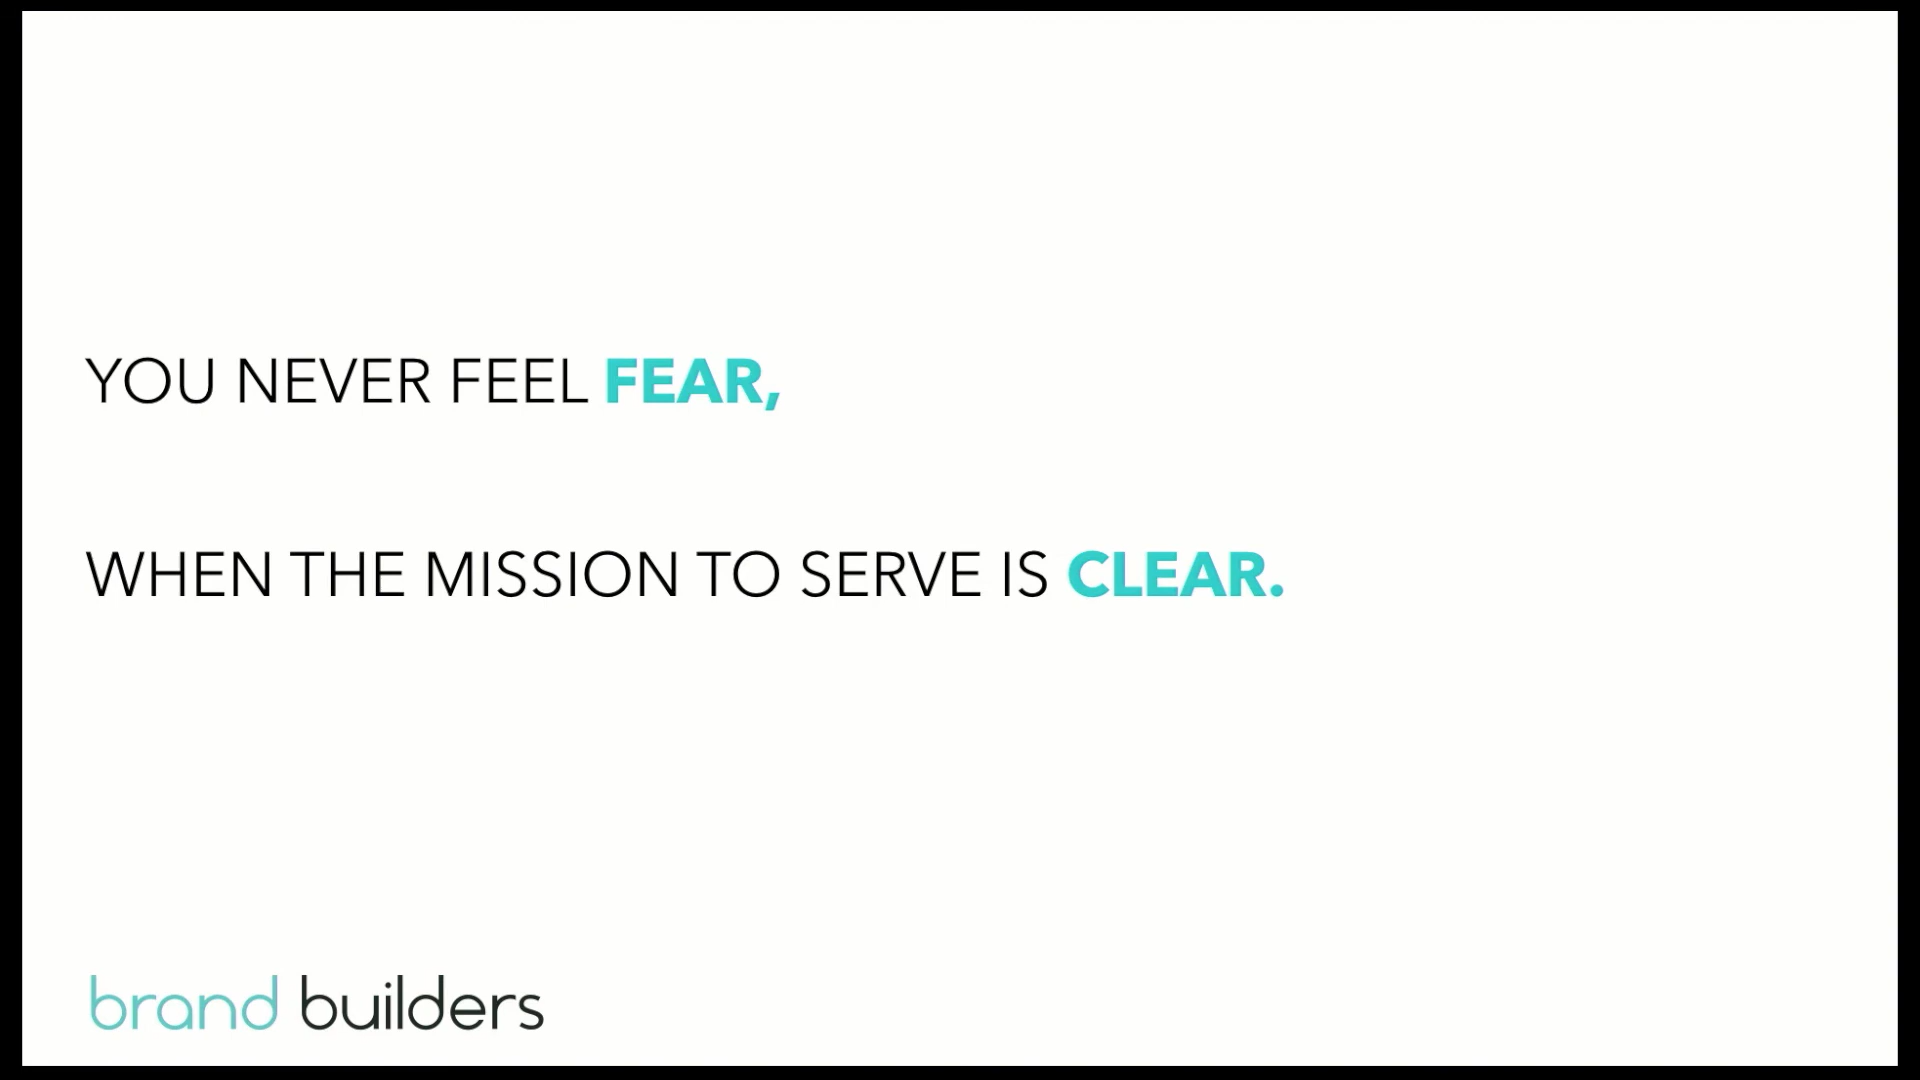 YOU NEVER FEEL FEAR,
WHEN THE MISSION TO SERVE IS CLEAR.
brand builders